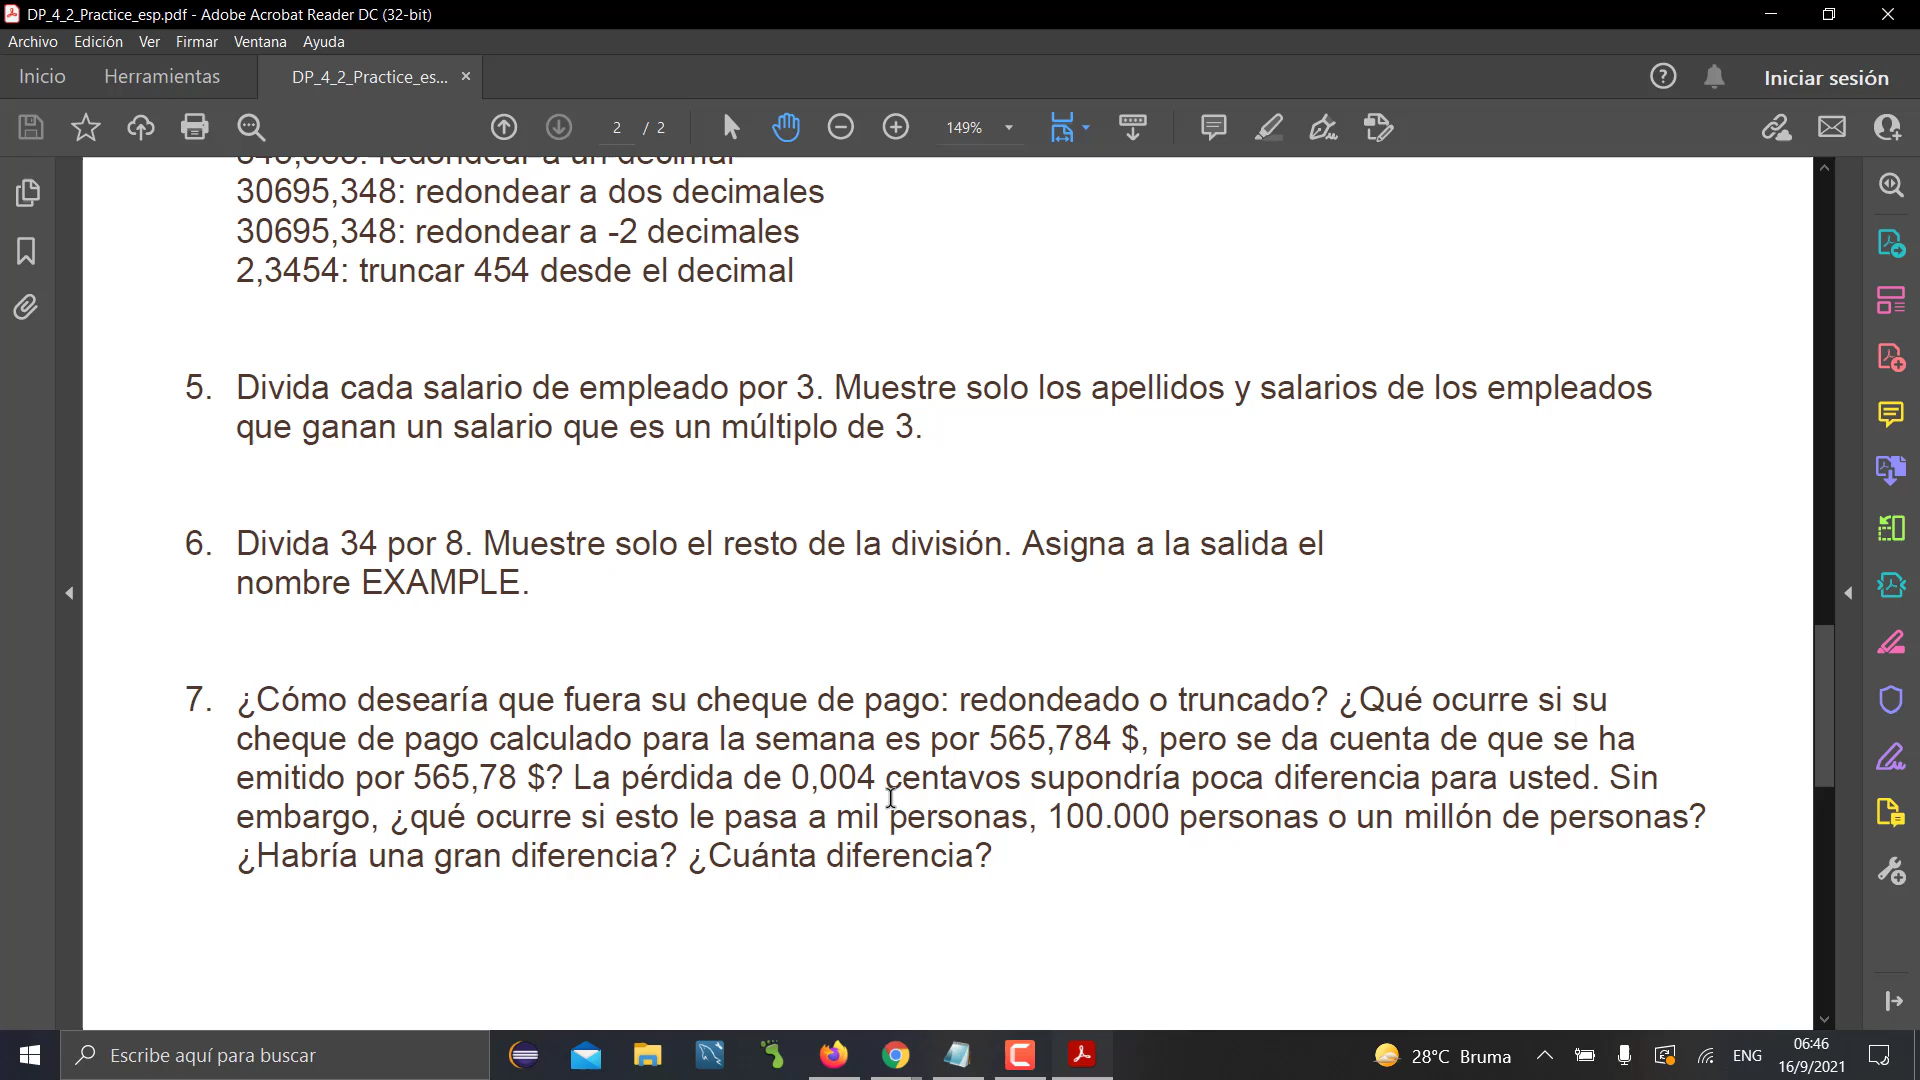 DP_4_2_Practice_esp.pdf - Adobe Acrobat Reader DC (32-bit)
Archivo Edición Ver Firmar Ventana Ayuda
Inicio Herramientas DP_4_2_Practice_es... × Iniciar sesión
2 / 2 149%
redondear a un decimal
30695,348: redondear a dos decimales
30695,348: redondear a -2 decimales
2,3454: truncar 454 desde el decimal
5. Divida cada salario de empleado por 3. Muestre solo los apellidos y salarios de los empleados
que ganan un salario que es un múltiplo de 3.
6. Divida 34 por 8. Muestre solo el resto de la división. Asigna a la salida el
nombre EXAMPLE.
7. ¿Cómo desearía que fuera su cheque de pago: redondeado o truncado? ¿Qué ocurre si su
cheque de pago calculado para la semana es por 565,784 $, pero se da cuenta de que se ha
emitido por 565,78 $? La pérdida de 0,004 centavos supondría poca diferencia para usted. Sin
embargo, ¿qué ocurre si esto le pasa a mil personas, 100.000 personas o un millón de personas?
¿Habría una gran diferencia? ¿Cuánta diferencia?
Escribe aquí para buscar 28°C Bruma ENG 06:46
16/9/2021